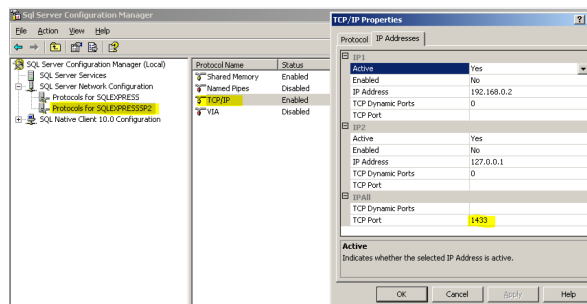 Sql Server Configuration Manager
File Action View Help
SQL Server Configuration Manager (Local)
SQL Server Services
SQL Server Network Configuration
Protocols for SQLEXPRESS
Protocols for SQLEXPRESSSP2
SQL Native Client 10.0 Configuration
Protocol Name Status
Shared Memory Enabled
Named Pipes Disabled
TCP/IP Enabled
VIA Disabled
TCP/IP Properties ?
Protocol IP Addresses
IP1
Active Yes
Enabled No
IP Address 192.168.0.2
TCP Dynamic Ports 0
TCP Port
IP2
Active Yes
Enabled No
IP Address 127.0.0.1
TCP Dynamic Ports 0
TCP Port
IPAll
TCP Dynamic Ports
TCP Port 1433
Active
Indicates whether the selected IP Address is active.
OK Cancel Apply Help